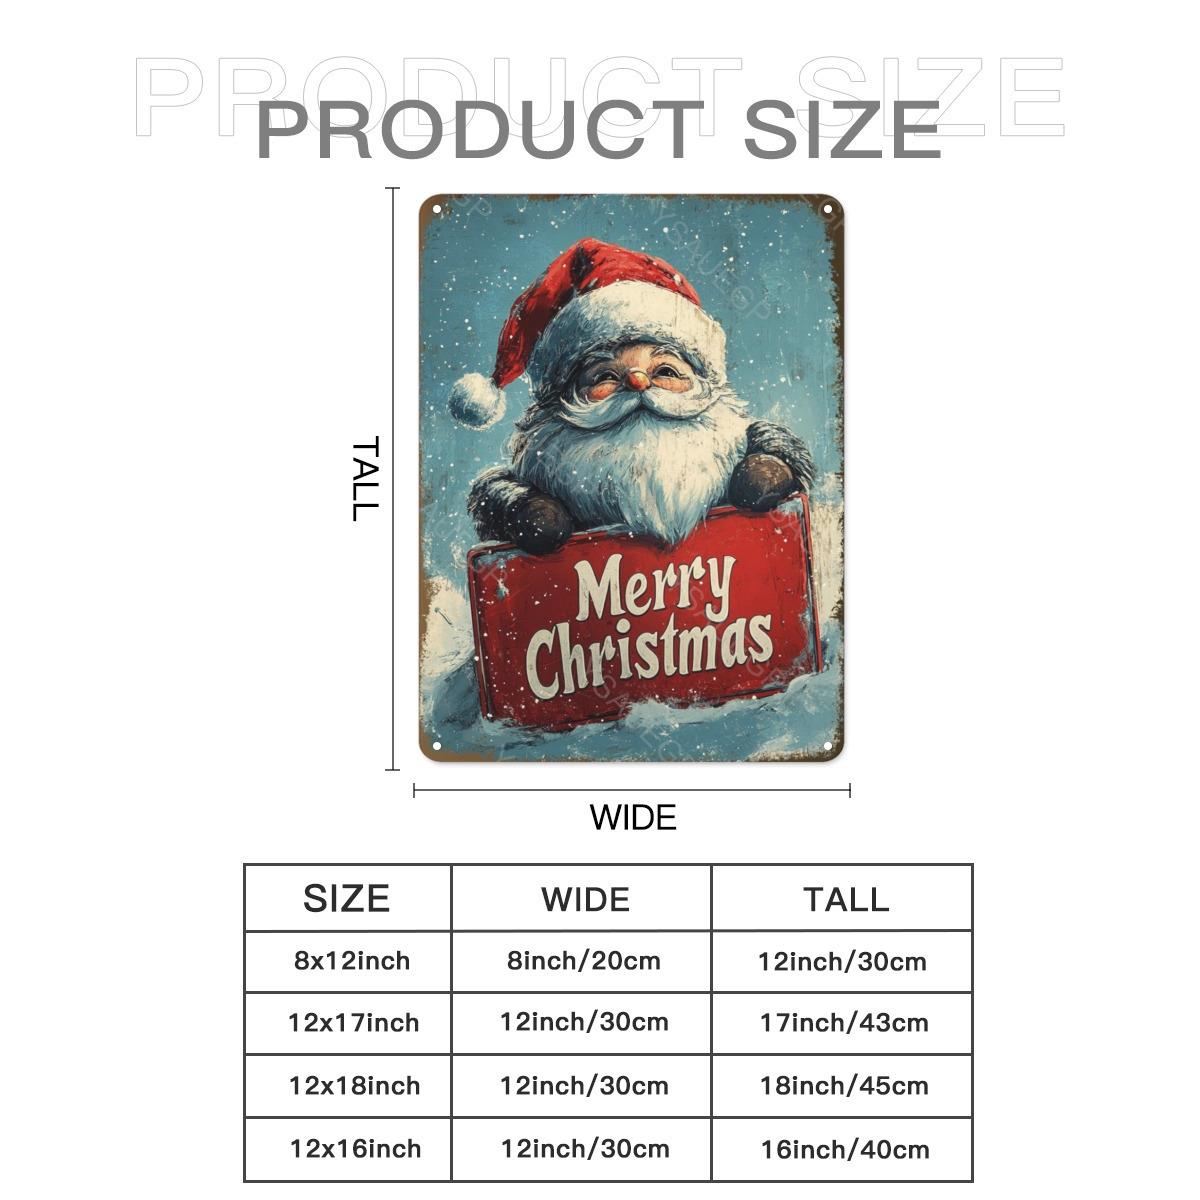 PRODUCT SIZE
PRODUCT SIZE
YSAULGP
TALL
Merry
Christmas
WIDE
SIZE WIDE TALL
8x12inch 8inch/20cm 12inch/30cm
12x17inch 12inch/30cm 17inch/43cm
12x18inch 12inch/30cm 18inch/45cm
12x16inch 12inch/30cm 16inch/40cm